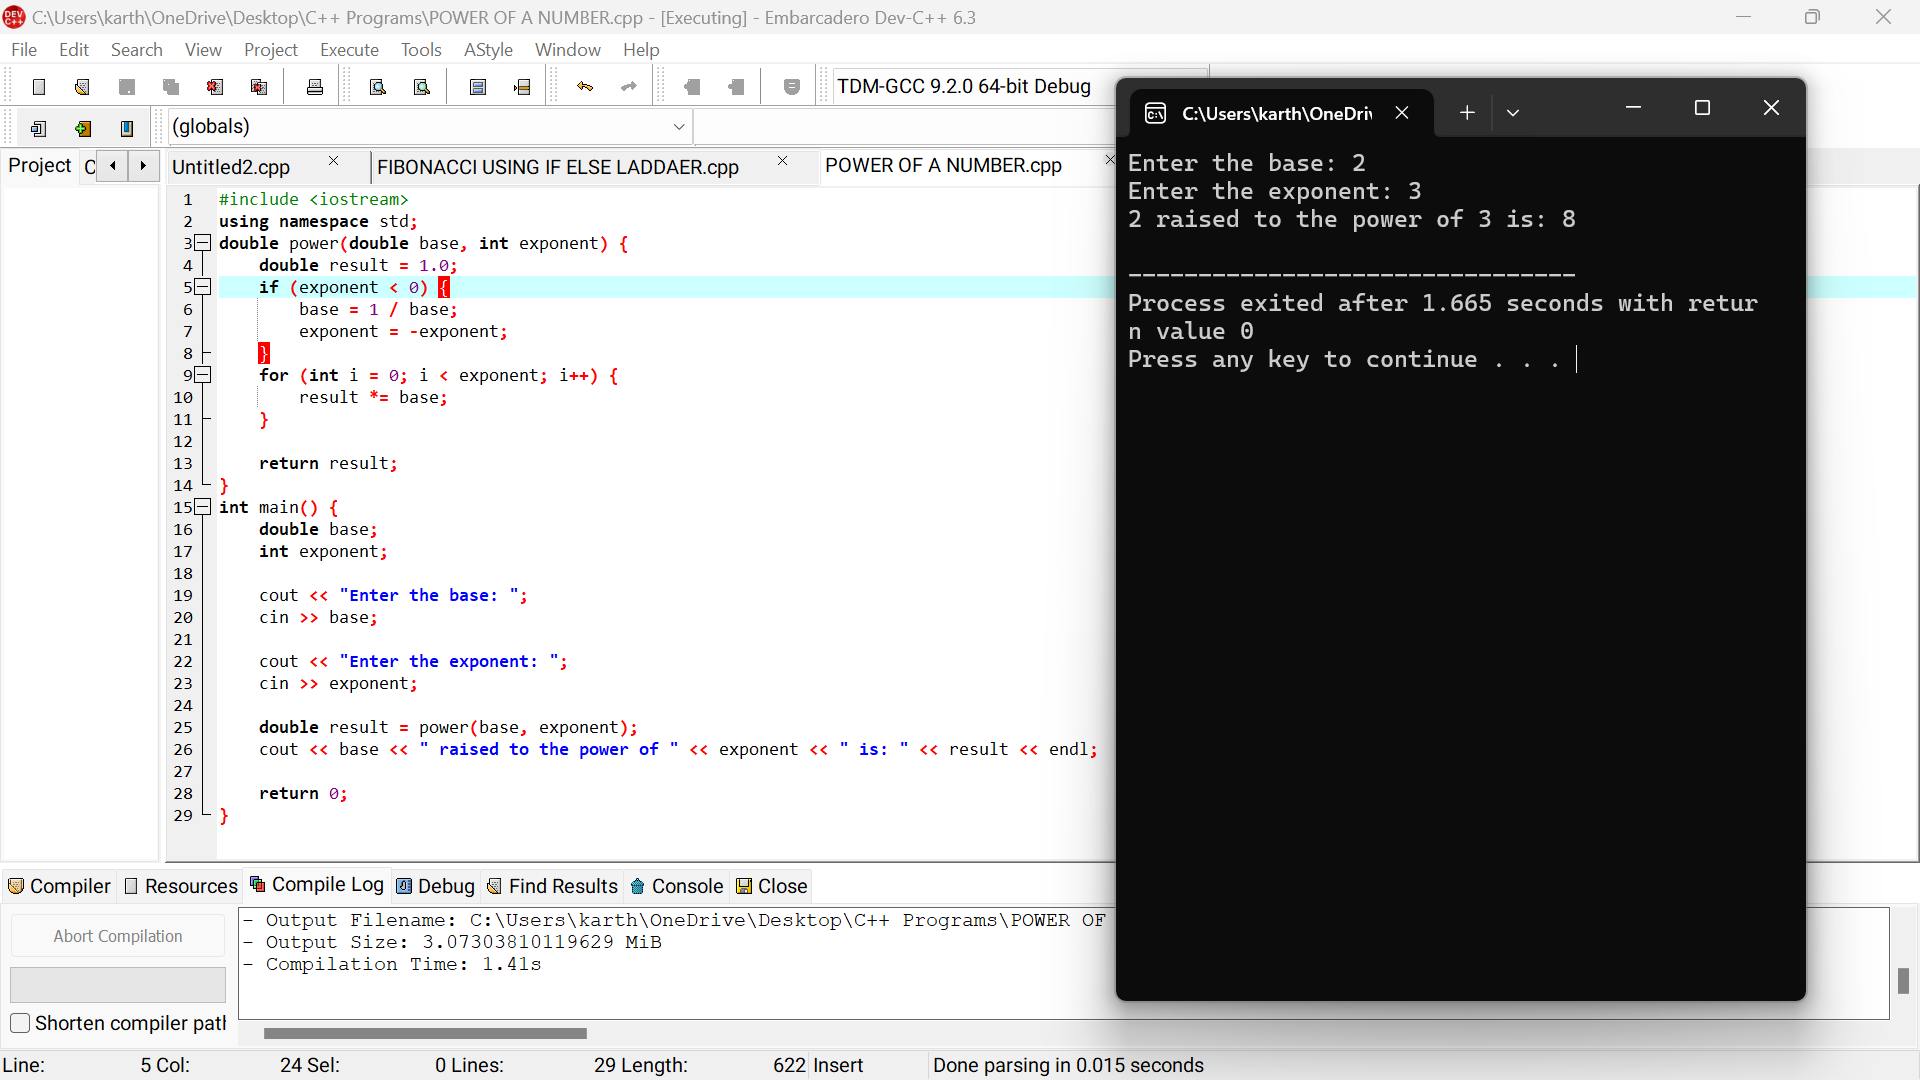 C:\Users\karth\OneDrive\Desktop\C++ Programs\POWER OF A NUMBER.cpp - [Executing] - Embarcadero Dev-C++ 6.3
File Edit Search View Project Execute Tools AStyle Window Help
TDM-GCC 9.2.0 64-bit Debug
(globals)
Project C
Untitled2.cpp FIBONACCI USING IF ELSE LADDAER.cpp POWER OF A NUMBER.cpp
1 #include <iostream>
2 using namespace std;
3 double power(double base, int exponent) {
4 double result = 1.0;
5 if (exponent < 0) {
6 base = 1 / base;
7 exponent = -exponent;
8 }
9 for (int i = 0; i < exponent; i++) {
10 result *= base;
11 }
12
13 return result;
14 }
15 int main() {
16 double base;
17 int exponent;
18
19 cout << "Enter the base: ";
20 cin >> base;
21
22 cout << "Enter the exponent: ";
23 cin >> exponent;
24
25 double result = power(base, exponent);
26 cout << base << " raised to the power of " << exponent << " is: " << result << endl;
27
28 return 0;
29 }
C:\Users\karth\OneDri
Enter the base: 2
Enter the exponent: 3
2 raised to the power of 3 is: 8
--------------------------------
Process exited after 1.665 seconds with retur
n value 0
Press any key to continue . . .
Compiler Resources Compile Log Debug Find Results Console Close
Abort Compilation
Shorten compiler pat
- Output Filename: C:\Users\karth\OneDrive\Desktop\C++ Programs\POWER OF
- Output Size: 3.07303810119629 MiB
- Compilation Time: 1.41s
Line: 5 Col: 24 Sel: 0 Lines: 29 Length: 622 Insert Done parsing in 0.015 seconds